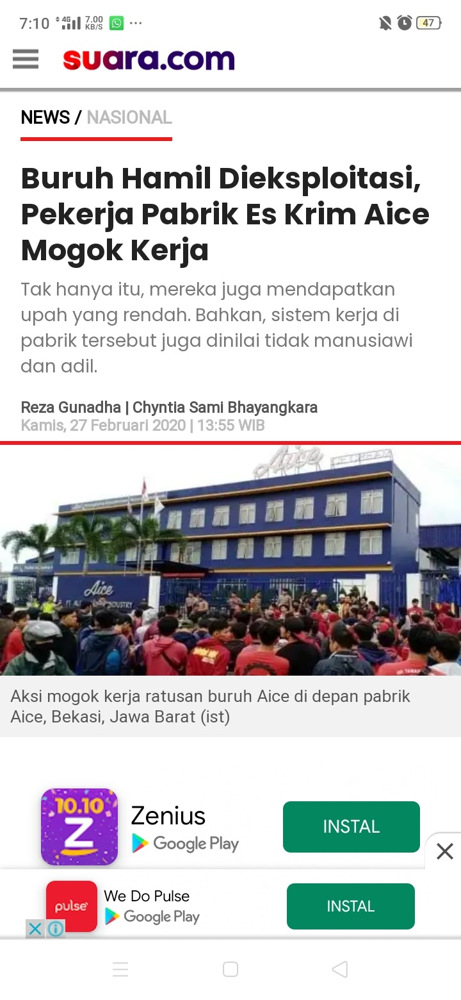 7:10 4G 7.00 KB/S ··· 47
suara.com
NEWS / NASIONAL
Buruh Hamil Dieksploitasi,
Pekerja Pabrik Es Krim Aice
Mogok Kerja
Tak hanya itu, mereka juga mendapatkan
upah yang rendah. Bahkan, sistem kerja di
pabrik tersebut juga dinilai tidak manusiawi
dan adil.
Reza Gunadha | Chyntia Sami Bhayangkara
Kamis, 27 Februari 2020 | 13:55 WIB
Aice ICE CREAM
Aice
INDUSTRY
Aksi mogok kerja ratusan buruh Aice di depan pabrik
Aice, Bekasi, Jawa Barat (ist)
10.10
Z
Zenius
Google Play
INSTAL
pulse
We Do Pulse
Google Play
INSTAL